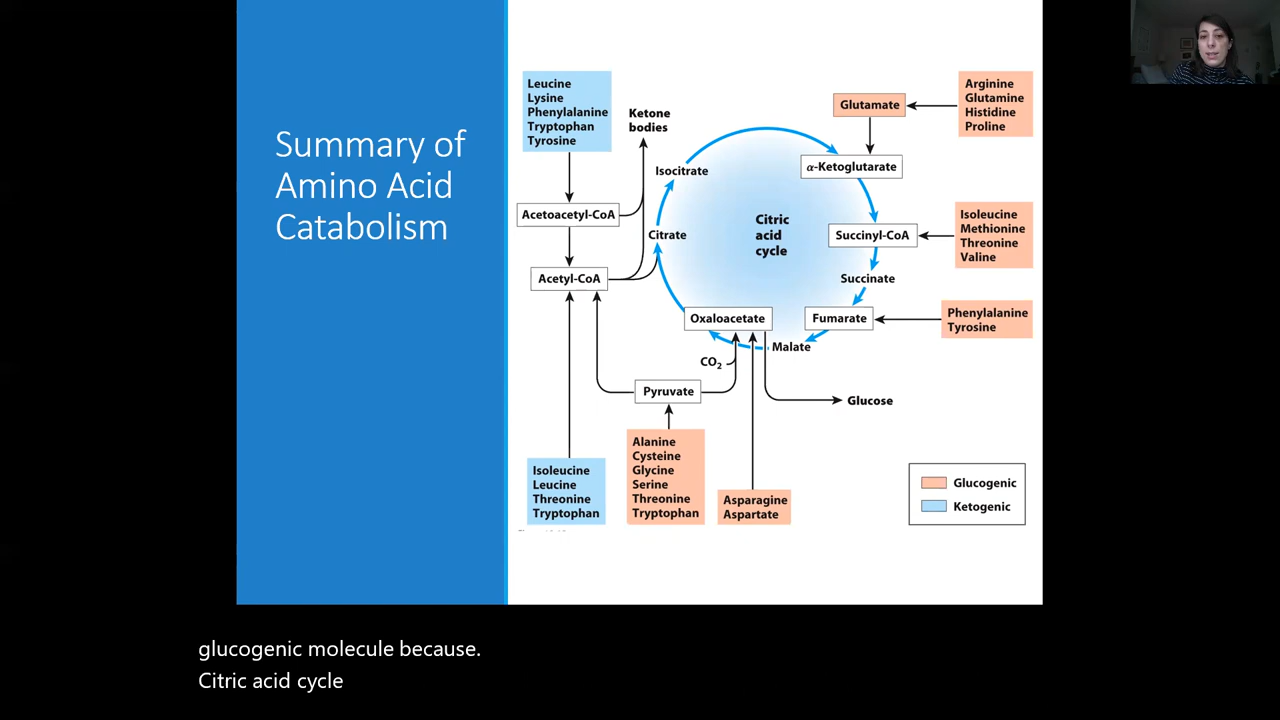 Summary of
Amino Acid
Catabolism
Leucine
Lysine
Phenylalanine
Tryptophan
Tyrosine
Ketone
bodies
Acetoacetyl-CoA
Acetyl-CoA
Isocitrate
Citrate
Citric
acid
cycle
Glutamate
Arginine
Glutamine
Histidine
Proline
α-Ketoglutarate
Succinyl-CoA
Isoleucine
Methionine
Threonine
Valine
Succinate
Fumarate
Phenylalanine
Tyrosine
Oxaloacetate
Malate
CO2
Pyruvate
Glucose
Isoleucine
Leucine
Threonine
Tryptophan
Alanine
Cysteine
Glycine
Serine
Threonine
Tryptophan
Asparagine
Aspartate
Glucogenic
Ketogenic
glucogenic molecule because.
Citric acid cycle